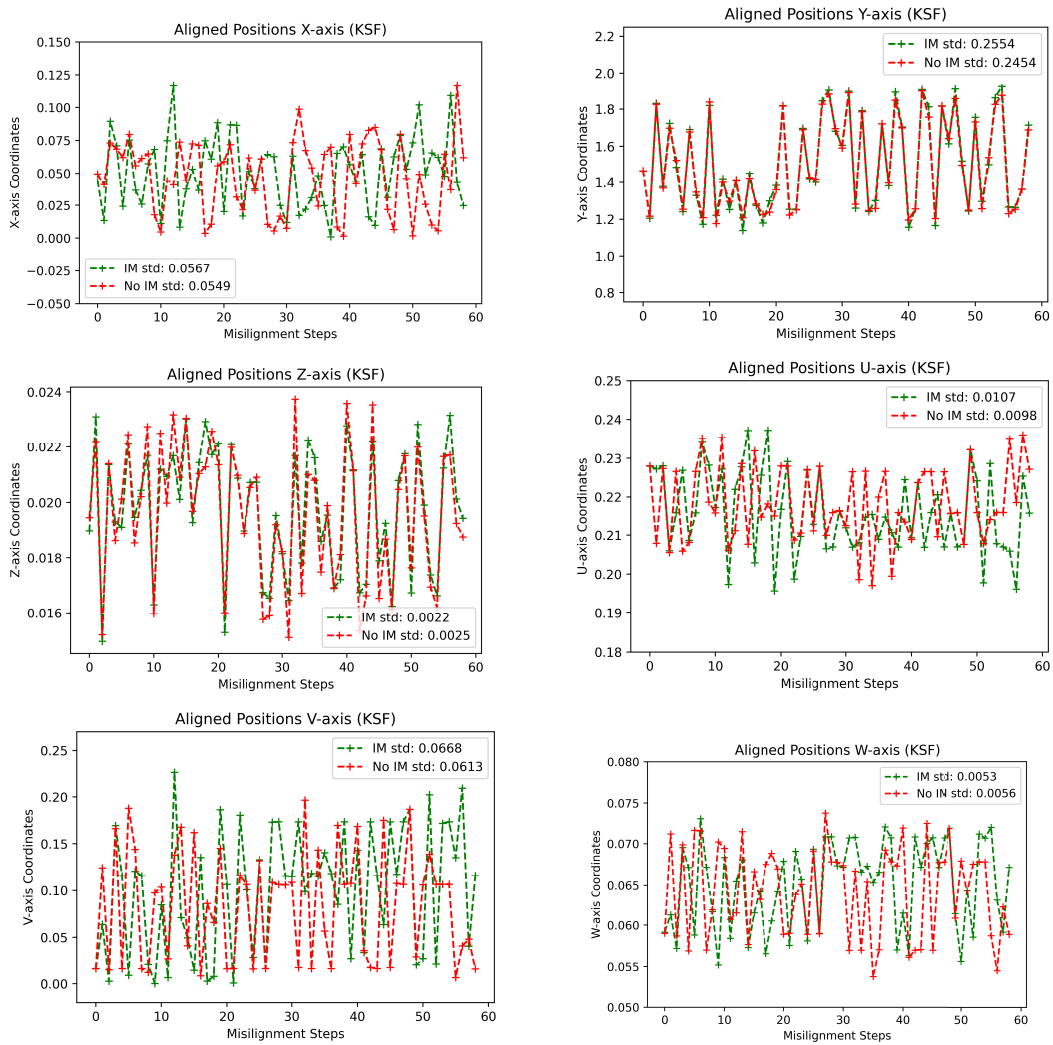 Aligned Positions X-axis (KSF)
X-axis Coordinates
0.150
0.125
0.100
0.075
0.050
0.025
0.000
−0.025
−0.050
IM std: 0.0567
No IM std: 0.0549
0 10 20 30 40 50 60
Misilignment Steps
Aligned Positions Y-axis (KSF)
Y-axis Coordinates
2.2
2.0
1.8
1.6
1.4
1.2
1.0
0.8
IM std: 0.2554
No IM std: 0.2454
0 10 20 30 40 50 60
Misilignment Steps
Aligned Positions Z-axis (KSF)
Z-axis Coordinates
0.024
0.022
0.020
0.018
0.016
IM std: 0.0022
No IM std: 0.0025
0 10 20 30 40 50 60
Misilignment Steps
Aligned Positions U-axis (KSF)
U-axis Coordinates
0.25
0.24
0.23
0.22
0.21
0.20
0.19
0.18
IM std: 0.0107
No IM std: 0.0098
0 10 20 30 40 50 60
Misilignment Steps
Aligned Positions V-axis (KSF)
V-axis Coordinates
0.25
0.20
0.15
0.10
0.05
0.00
IM std: 0.0668
No IM std: 0.0613
0 10 20 30 40 50 60
Misilignment Steps
Aligned Positions W-axis (KSF)
W-axis Coordinates
0.080
0.075
0.070
0.065
0.060
0.055
0.050
IM std: 0.0053
No IN std: 0.0056
0 10 20 30 40 50 60
Misilignment Steps